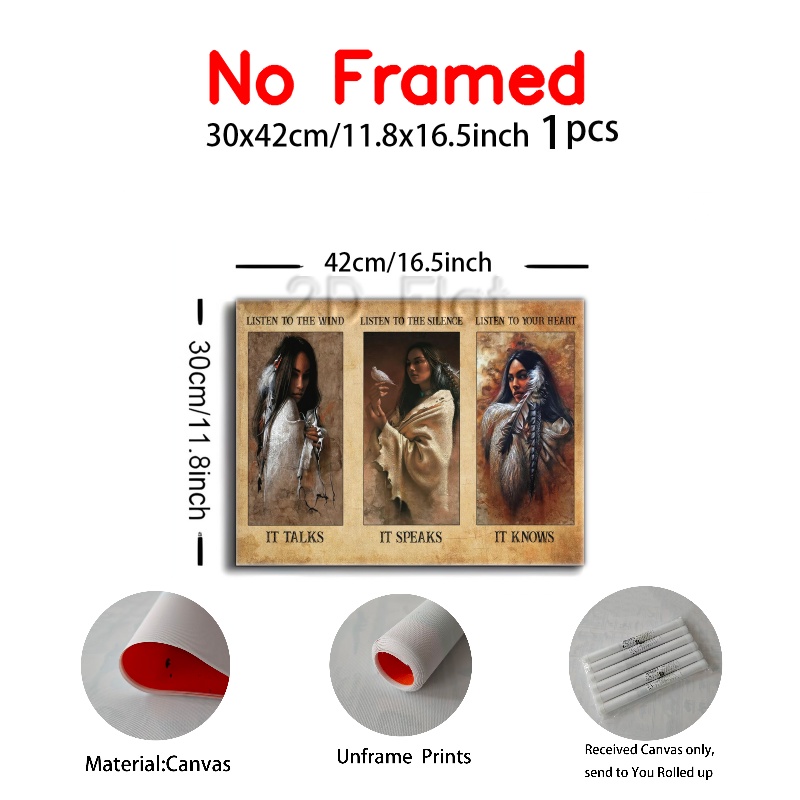 No Framed
30x42cm/11.8x16.5inch 1pcs
42cm/16.5inch
2D Flat
30cm/11.8inch
LISTEN TO THE WIND
LISTEN TO THE SILENCE
LISTEN TO YOUR HEART
IT TALKS
IT SPEAKS
IT KNOWS
Material:Canvas
Unframe Prints
Received Canvas only,
send to You Rolled up